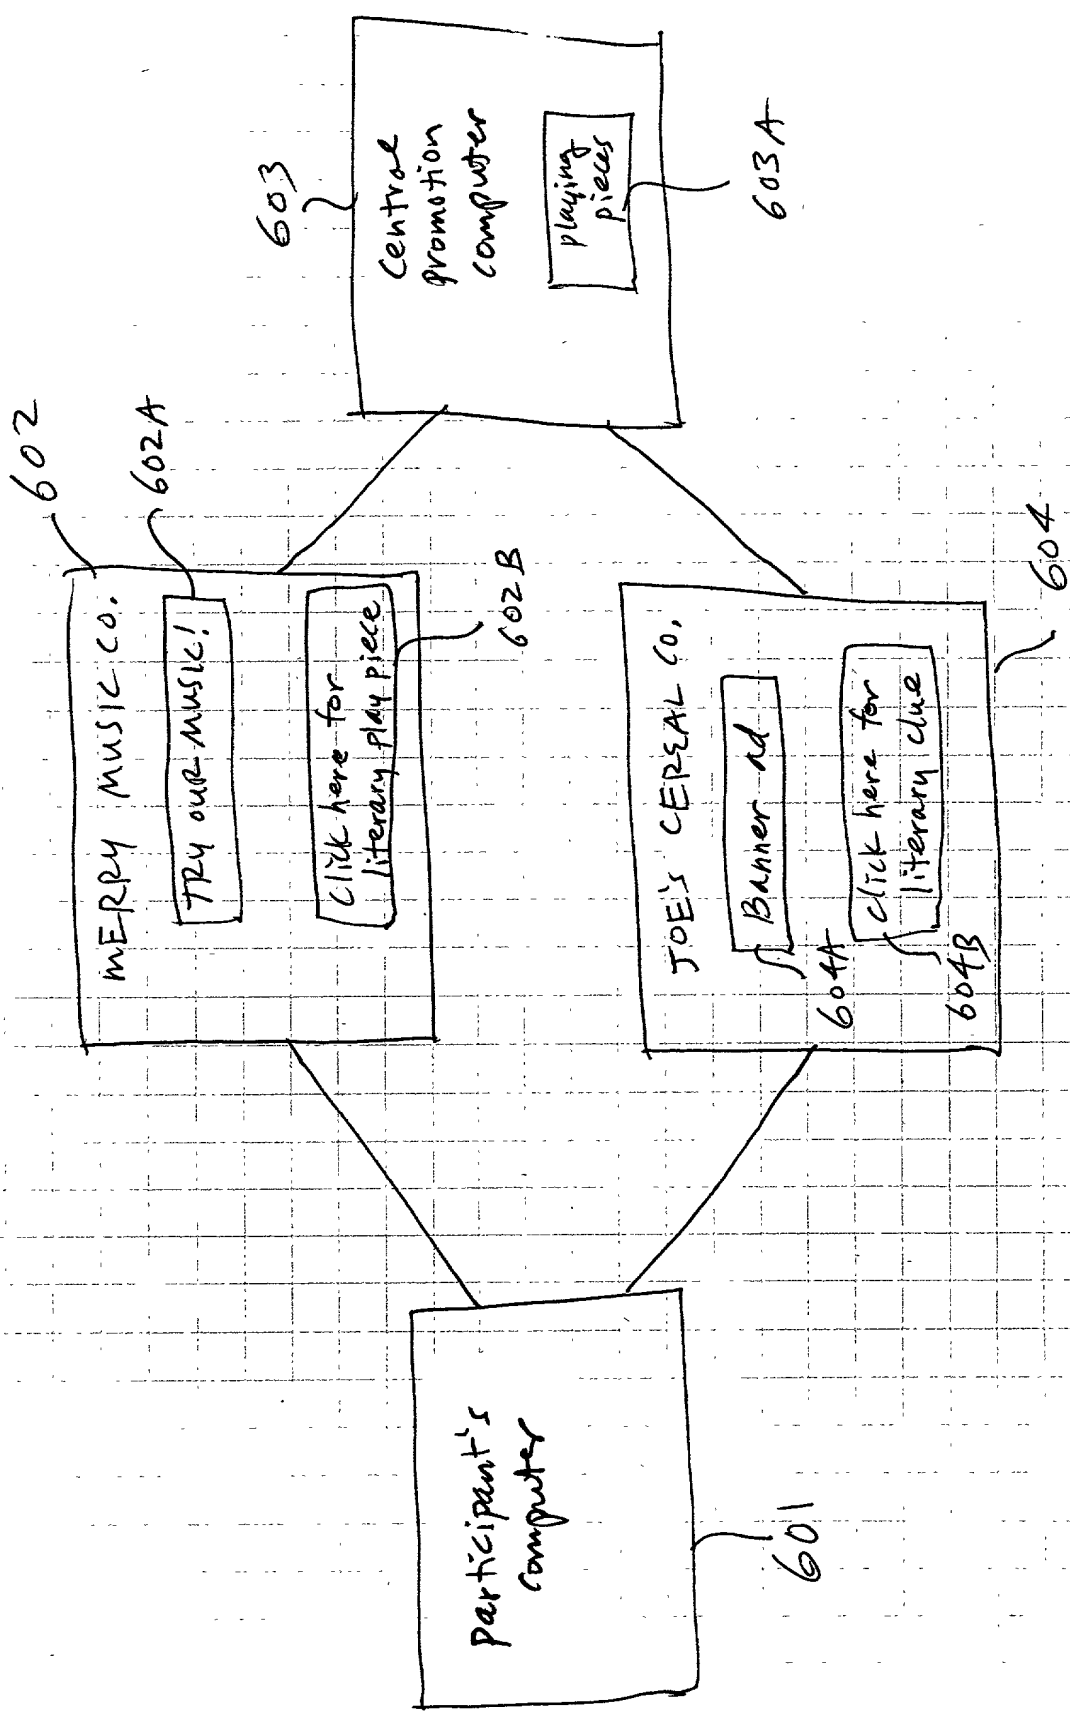 602
MERRY MUSIC CO.
602A
TRY OUR MUSIC!
Click here for
literary play piece
602B
603
Central
promotion
computer
playing
pieces
603A
participant's
computer
601
JOE'S CEREAL CO.
Banner ad
604A
click here for
literary clue
604B
604